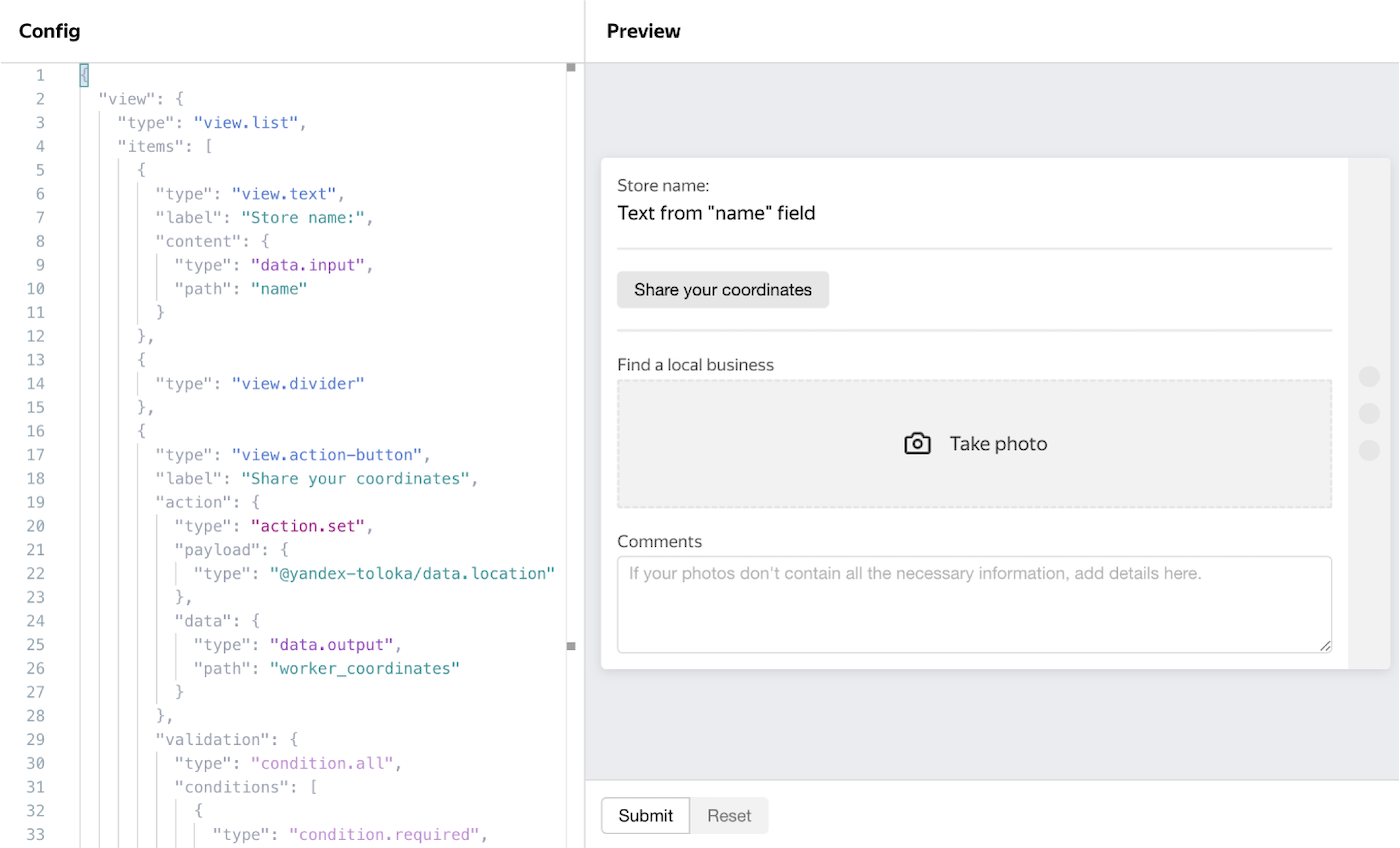 Config
1 {
2 "view": {
3 "type": "view.list",
4 "items": [
5 {
6 "type": "view.text",
7 "label": "Store name:",
8 "content": {
9 "type": "data.input",
10 "path": "name"
11 }
12 },
13 {
14 "type": "view.divider"
15 },
16 {
17 "type": "view.action-button",
18 "label": "Share your coordinates",
19 "action": {
20 "type": "action.set",
21 "payload": {
22 "type": "@yandex-toloka/data.location"
23 },
24 "data": {
25 "type": "data.output",
26 "path": "worker_coordinates"
27 }
28 },
29 "validation": {
30 "type": "condition.all",
31 "conditions": [
32 {
33 "type": "condition.required",
Preview
Store name:
Text from "name" field
Share your coordinates
Find a local business
Take photo
Comments
If your photos don't contain all the necessary information, add details here.
Submit Reset